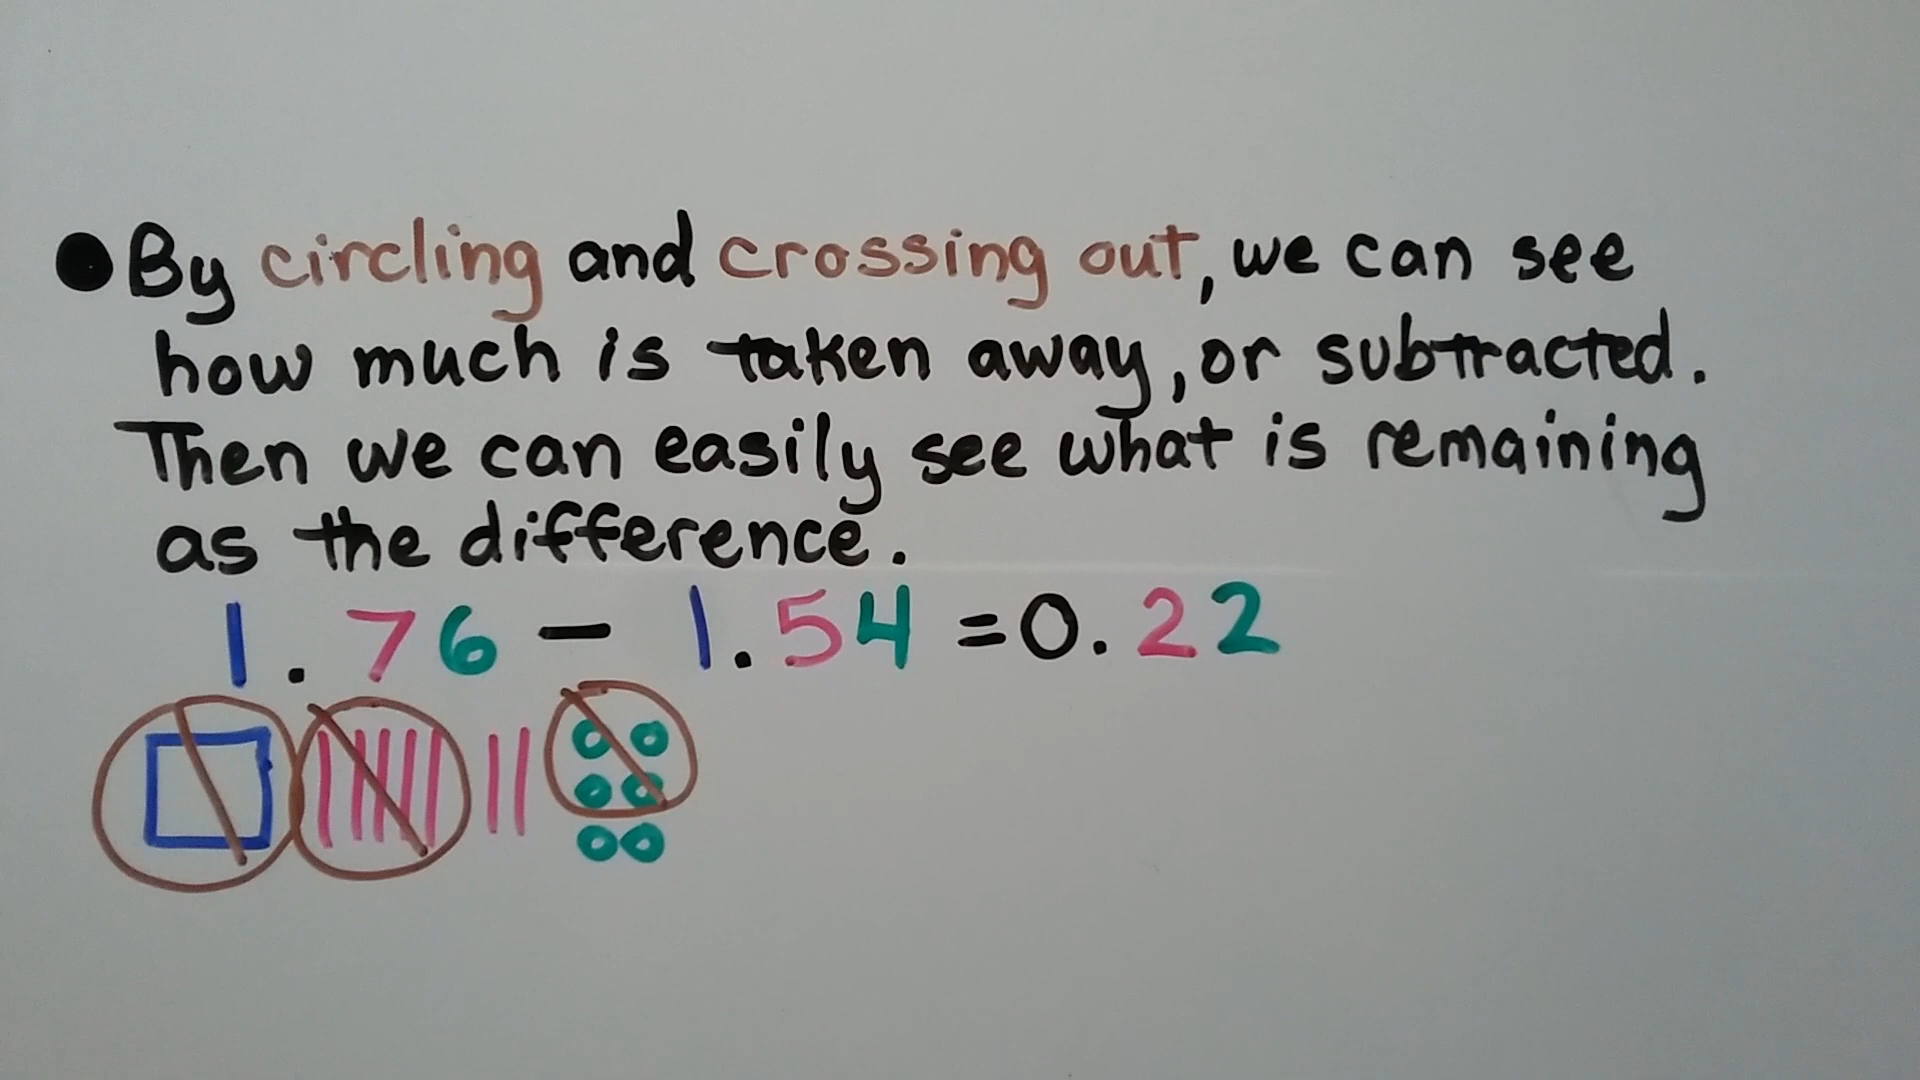 ● By circling and crossing out, we can see
how much is taken away, or subtracted.
Then we can easily see what is remaining
as the difference.
1.76 - 1.54 = 0.22